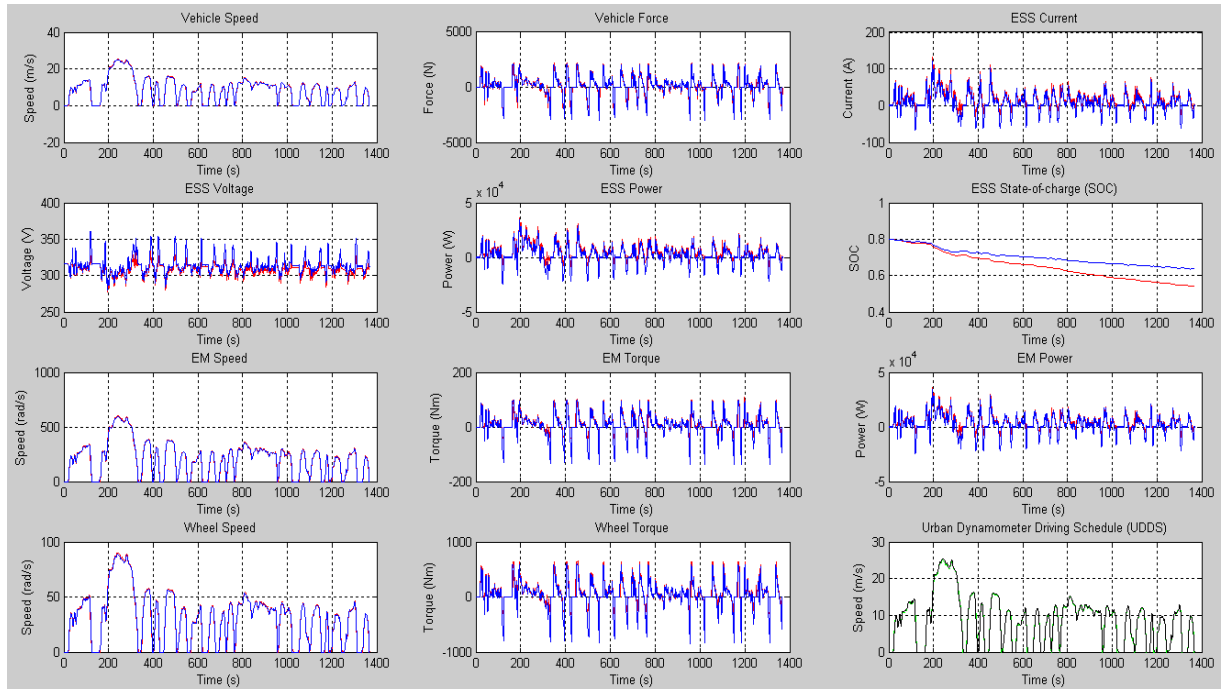 Vehicle Speed
Speed (m/s)
40
20
0
-20
0 200 400 600 800 1000 1200 1400
Time (s)
Vehicle Force
Force (N)
5000
0
-5000
0 200 400 600 800 1000 1200 1400
Time (s)
ESS Current
Current (A)
200
100
0
-100
0 200 400 600 800 1000 1200 1400
Time (s)
ESS Voltage
Voltage (V)
400
350
300
250
0 200 400 600 800 1000 1200 1400
Time (s)
ESS Power
x 10^4
Power (W)
5
0
-5
0 200 400 600 800 1000 1200 1400
Time (s)
ESS State-of-charge (SOC)
SOC
1
0.8
0.6
0.4
0 200 400 600 800 1000 1200 1400
Time (s)
EM Speed
Speed (rad/s)
1000
500
0
0 200 400 600 800 1000 1200 1400
Time (s)
EM Torque
Torque (Nm)
200
0
-200
0 200 400 600 800 1000 1200 1400
Time (s)
EM Power
x 10^4
Power (W)
5
0
-5
0 200 400 600 800 1000 1200 1400
Time (s)
Wheel Speed
Speed (rad/s)
100
50
0
0 200 400 600 800 1000 1200 1400
Time (s)
Wheel Torque
Torque (Nm)
1000
0
-1000
0 200 400 600 800 1000 1200 1400
Time (s)
Urban Dynamometer Driving Schedule (UDDS)
Speed (m/s)
30
20
10
0
0 200 400 600 800 1000 1200 1400
Time (s)